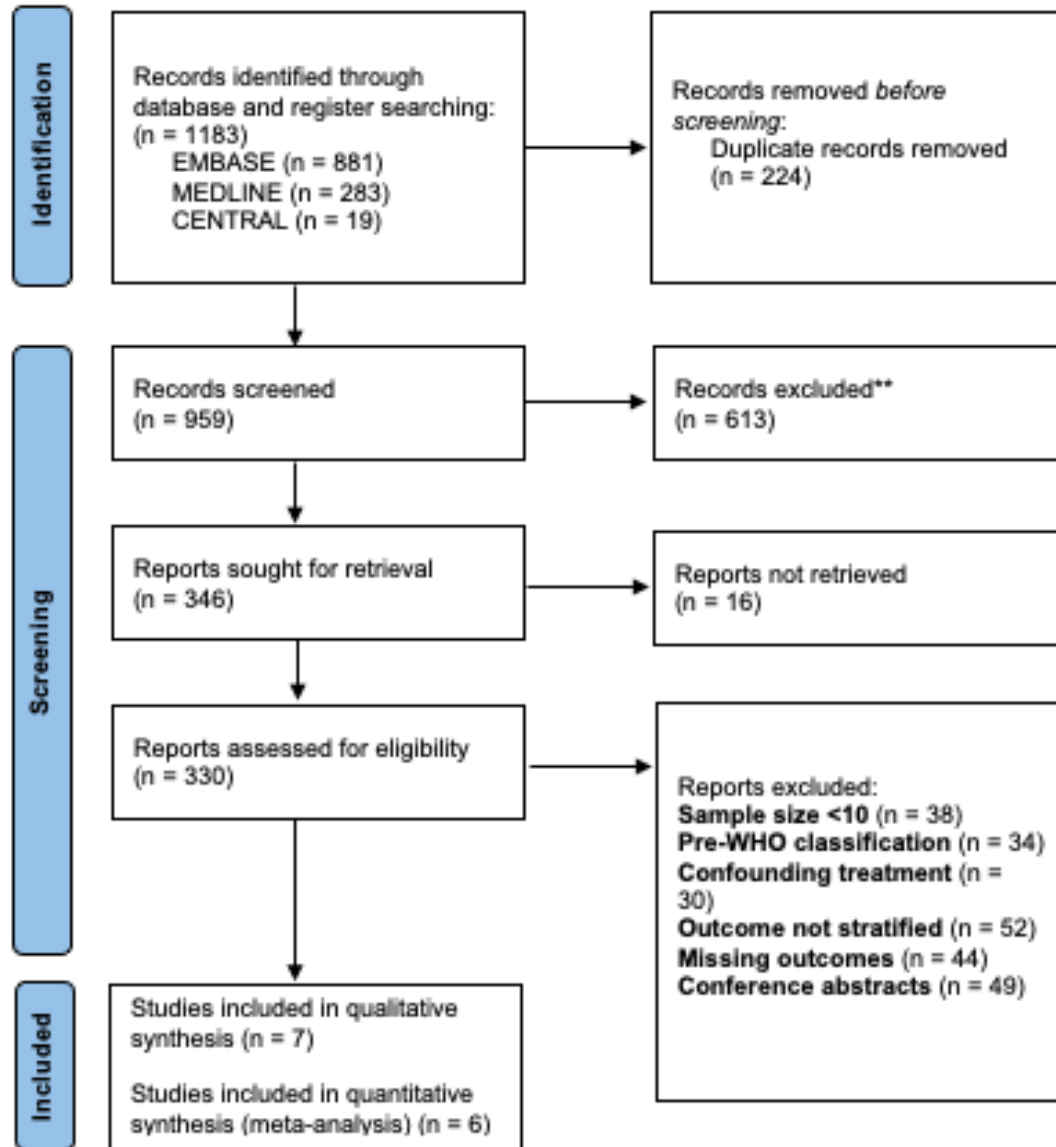 Identification
Records identified through
database and register searching:
(n = 1183)
EMBASE (n = 881)
MEDLINE (n = 283)
CENTRAL (n = 19)
Records removed before
screening:
Duplicate records removed
(n = 224)
Screening
Records screened
(n = 959)
Records excluded**
(n = 613)
Reports sought for retrieval
(n = 346)
Reports not retrieved
(n = 16)
Reports assessed for eligibility
(n = 330)
Reports excluded:
Sample size <10 (n = 38)
Pre-WHO classification (n = 34)
Confounding treatment (n =
30)
Outcome not stratified (n = 52)
Missing outcomes (n = 44)
Conference abstracts (n = 49)
Included
Studies included in qualitative
synthesis (n = 7)
Studies included in quantitative
synthesis (meta-analysis) (n = 6)